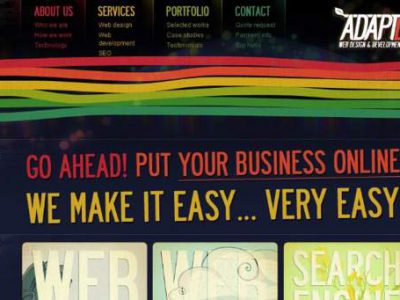 ABOUT US
Who we are
How we work
Technology
SERVICES
Web design
Web
development
SEO
PORTFOLIO
Selected works
Case studies
Testimonials
CONTACT
Quote request
ADAPT
WEB DESIGN & DEVELOPMENT
GO AHEAD! PUT YOUR BUSINESS ONLINE
WE MAKE IT EASY... VERY EASY
WEB
WEB
SEARCH